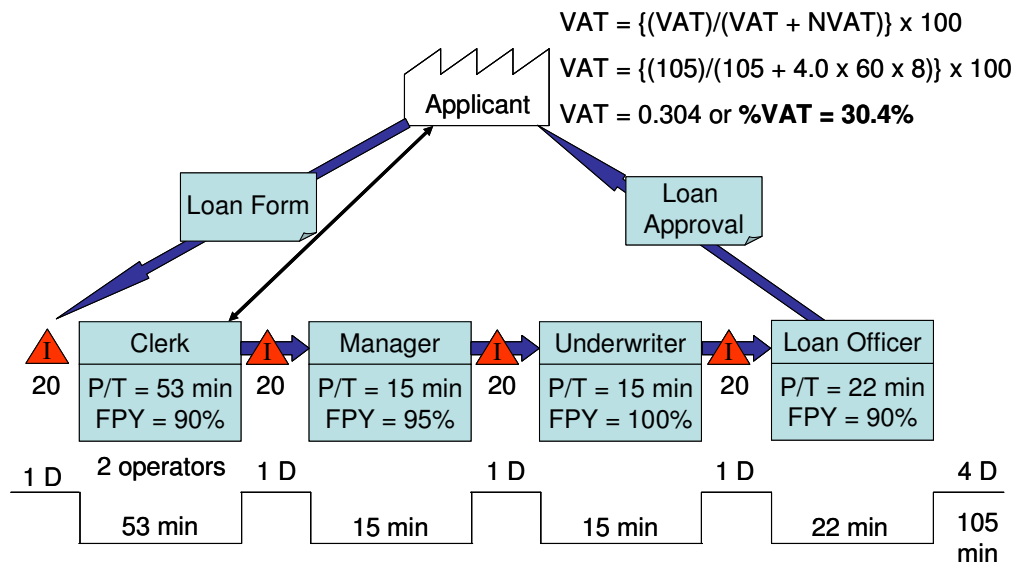 VAT = {(VAT)/(VAT + NVAT)} x 100
VAT = {(105)/(105 + 4.0 x 60 x 8)} x 100
VAT = 0.304 or %VAT = 30.4%
Applicant
Loan Form
Loan
Approval
I
20
Clerk
P/T = 53 min
FPY = 90%
2 operators
I
20
Manager
P/T = 15 min
FPY = 95%
I
20
Underwriter
P/T = 15 min
FPY = 100%
I
20
Loan Officer
P/T = 22 min
FPY = 90%
1 D
53 min
1 D
15 min
1 D
15 min
1 D
22 min
4 D
105
min